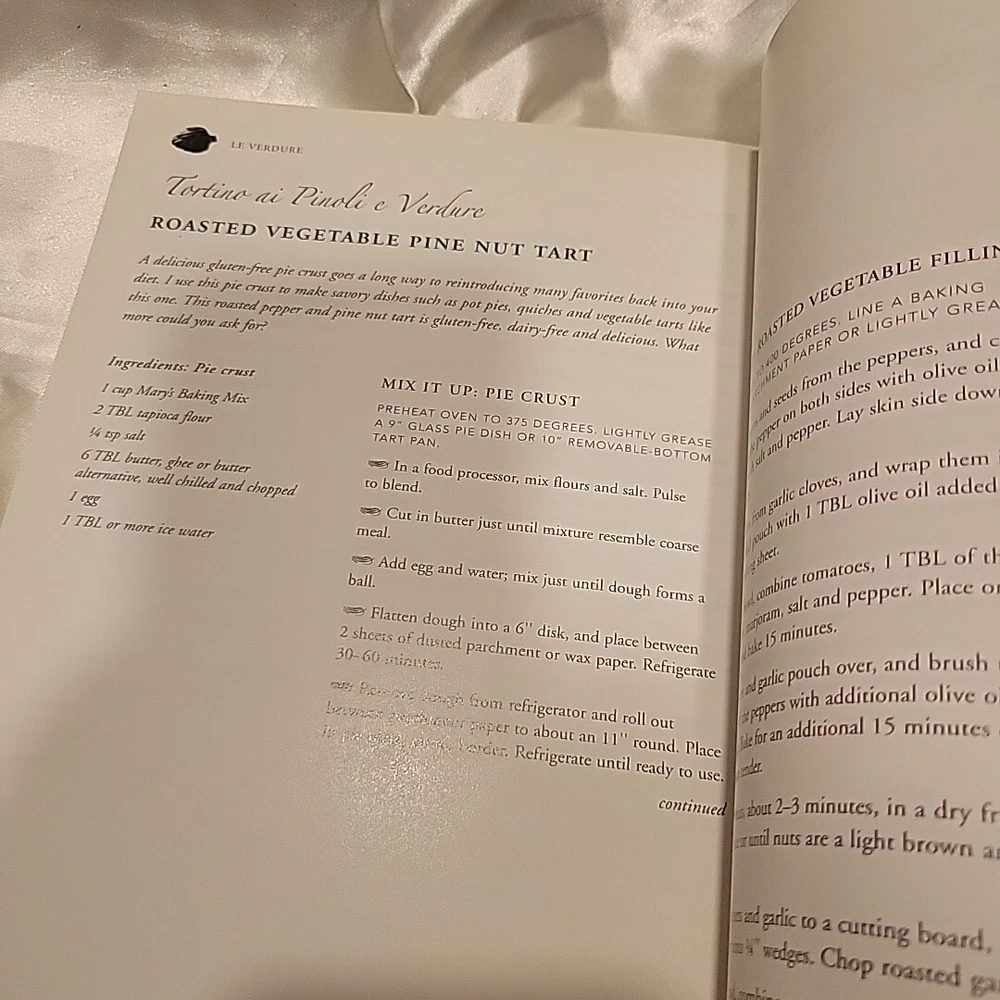 LE VERDURE
Tortino ai Pinoli e Verdure
ROASTED VEGETABLE PINE NUT TART
A delicious gluten-free pie crust goes a long way to reintroducing many favorites back into your
diet. I use this pie crust to make savory dishes such as pot pies, quiches and vegetable tarts like
this one. This roasted pepper and pine nut tart is gluten-free, dairy-free and delicious. What
more could you ask for?
Ingredients: Pie crust
1 cup Mary's Baking Mix
2 TBL tapioca flour
¼ tsp salt
6 TBL butter, ghee or butter
alternative, well chilled and chopped
1 egg
1 TBL or more ice water
MIX IT UP: PIE CRUST
PREHEAT OVEN TO 375 DEGREES. LIGHTLY GREASE
A 9" GLASS PIE DISH OR 10" REMOVABLE-BOTTOM
TART PAN.
In a food processor, mix flours and salt. Pulse
to blend.
Cut in butter just until mixture resemble coarse
meal.
Add egg and water; mix just until dough forms a
ball.
Flatten dough into a 6" disk, and place between
2 sheets of dusted parchment or wax paper. Refrigerate
30-60 minutes.
Remove dough from refrigerator and roll out
between parchment paper to about an 11" round. Place
in border. Refrigerate until ready to use.
continued
ROASTED VEGETABLE
400 DEGREES. LINE A BAKING
PAPER OR LIGHTLY
and seeds from the peppers, and
pepper on both sides with olive oil
salt and pepper. Lay skin side
from garlic cloves, and wrap them
pouch with 1 TBL olive oil added
sheet.
combine tomatoes, 1 TBL of
marjoram, salt and pepper. Place
bake 15 minutes.
and garlic pouch over, and brush
peppers with additional olive
for an additional 15 minutes
about 2–3 minutes, in a dry
or until nuts are a light brown
and garlic to a cutting board,
¼" wedges. Chop roasted